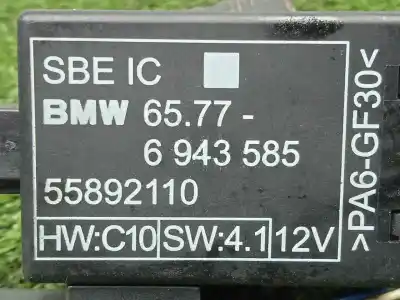 SBE IC
BMW 65.77 -
6 943 585
55892110
HW:C10 SW:4.1 12V
>PA6-GF30<